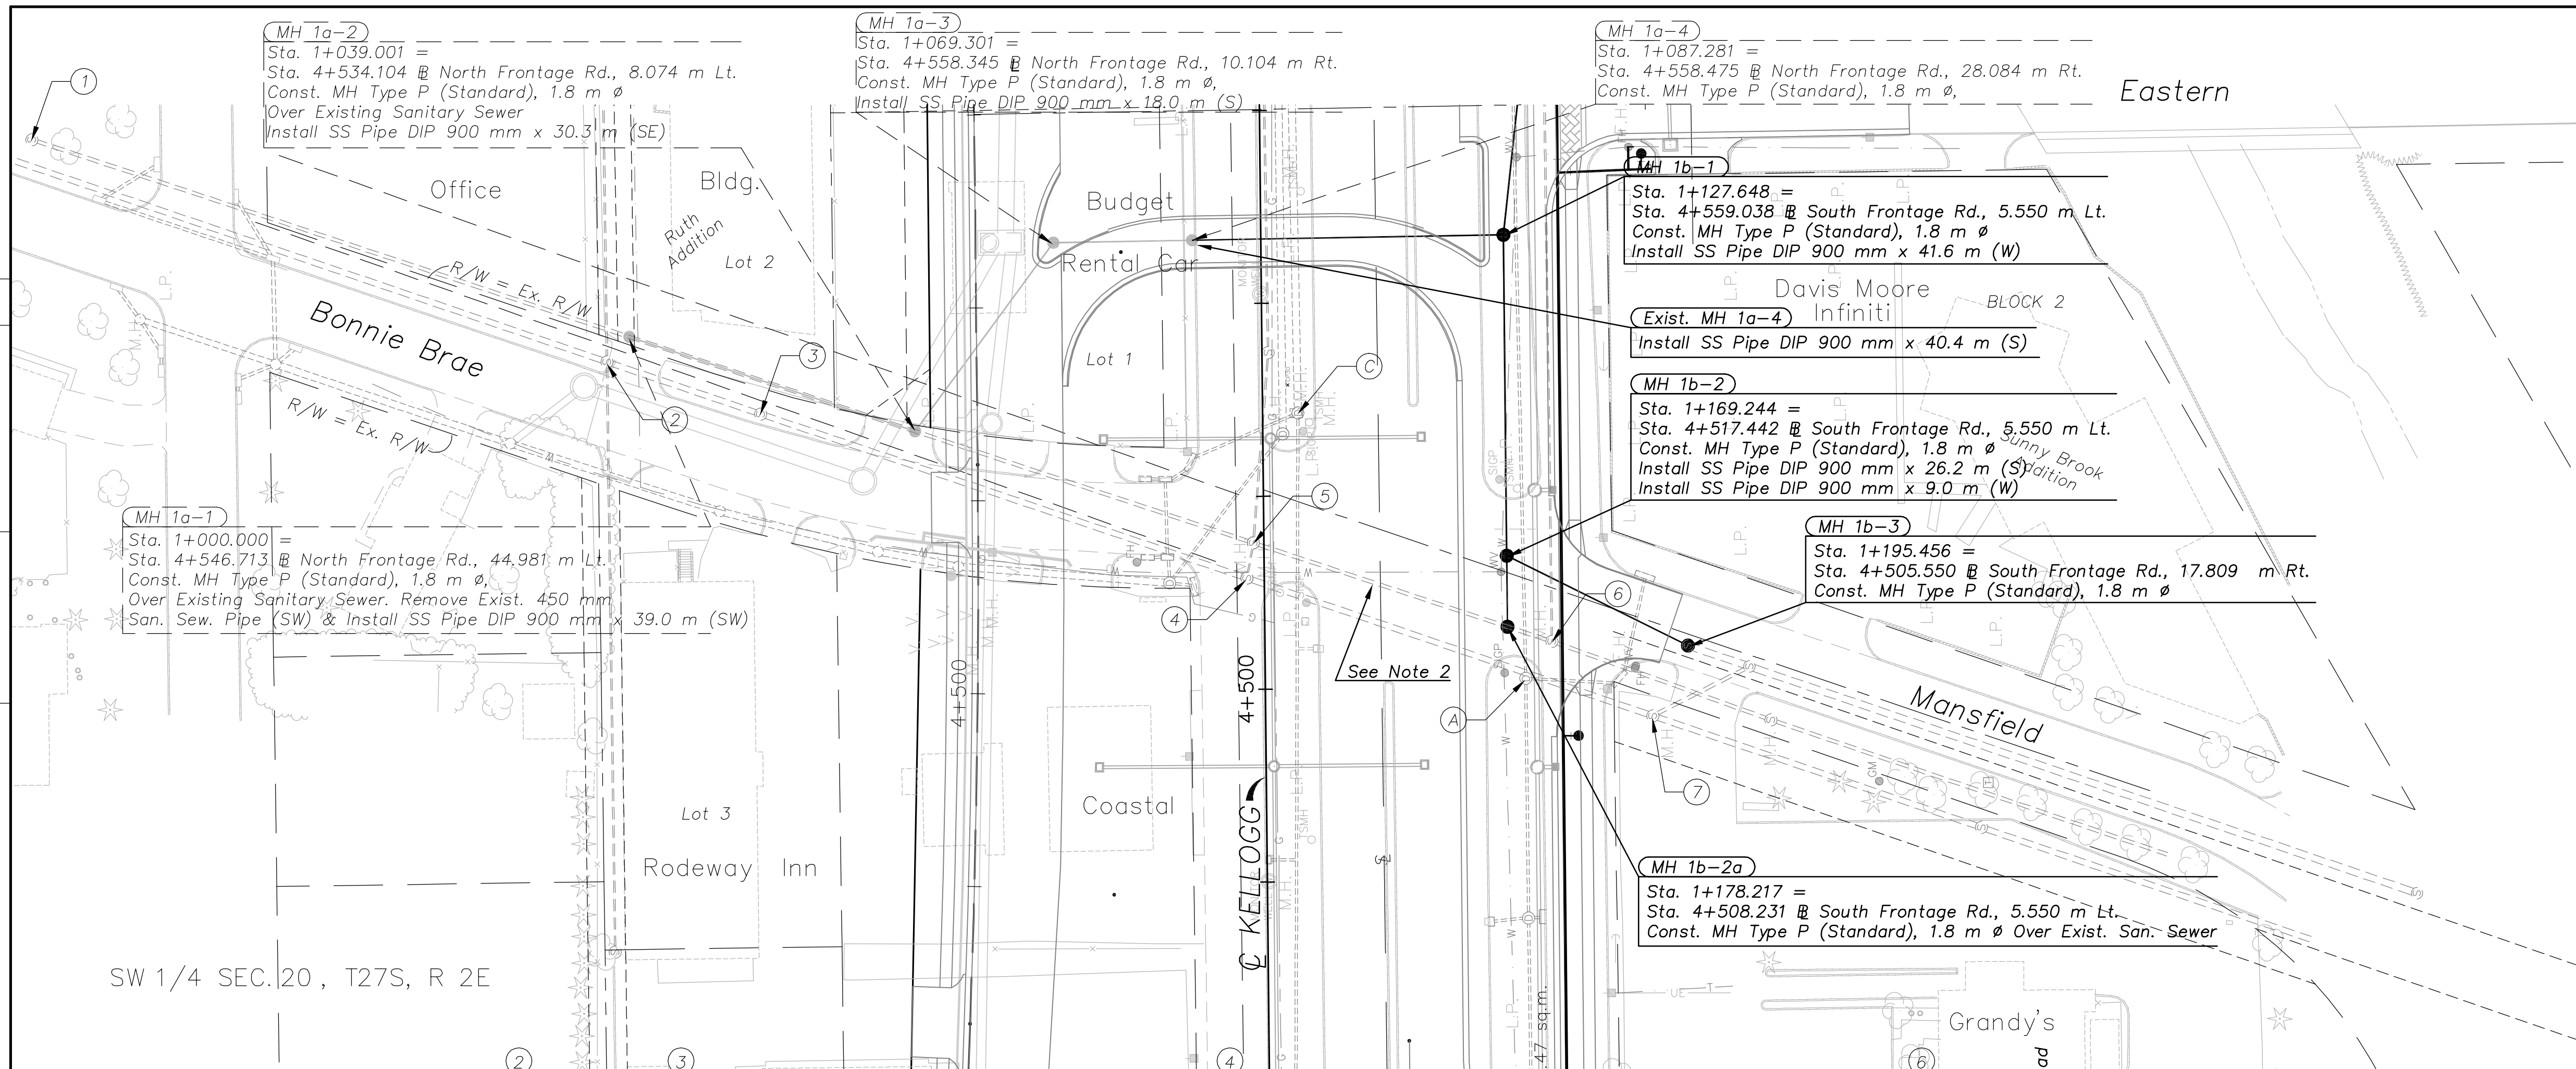 MH 1a-2
Sta. 1+039.001 =
Sta. 4+534.104 BL North Frontage Rd., 8.074 m Lt.
Const. MH Type P (Standard), 1.8 m ø
Over Existing Sanitary Sewer
Install SS Pipe DIP 900 mm x 30.3 m (SE)
MH 1a-3
Sta. 1+069.301 =
Sta. 4+558.345 BL North Frontage Rd., 10.104 m Rt.
Const. MH Type P (Standard), 1.8 m ø,
Install SS Pipe DIP 900 mm x 18.0 m (S)
MH 1a-4
Sta. 1+087.281 =
Sta. 4+558.475 BL North Frontage Rd., 28.084 m Rt.
Const. MH Type P (Standard), 1.8 m ø,
Eastern
1
Office
Bldg.
Ruth
Addition
Lot 2
Budget
Rental Car
Lot 1
MH 1b-1
Sta. 1+127.648 =
Sta. 4+559.038 BL South Frontage Rd., 5.550 m Lt.
Const. MH Type P (Standard), 1.8 m ø
Install SS Pipe DIP 900 mm x 41.6 m (W)
Davis Moore
Infiniti
BLOCK 2
Exist. MH 1a-4
Install SS Pipe DIP 900 mm x 40.4 m (S)
MH 1b-2
Sta. 1+169.244 =
Sta. 4+517.442 BL South Frontage Rd., 5.550 m Lt.
Const. MH Type P (Standard), 1.8 m ø
Install SS Pipe DIP 900 mm x 26.2 m (S)
Install SS Pipe DIP 900 mm x 9.0 m (W)
Sunny Brook
Addition
R/W = Ex. R/W
Bonnie Brae
R/W = Ex. R/W
3
2
C
5
4
6
A
7
MH 1a-1
Sta. 1+000.000 =
Sta. 4+546.713 BL North Frontage Rd., 44.981 m Lt.
Const. MH Type P (Standard), 1.8 m ø,
Over Existing Sanitary Sewer. Remove Exist. 450 mm
San. Sew. Pipe (SW) & Install SS Pipe DIP 900 mm x 39.0 m (SW)
MH 1b-3
Sta. 1+195.456 =
Sta. 4+505.550 BL South Frontage Rd., 17.809 m Rt.
Const. MH Type P (Standard), 1.8 m ø
See Note 2
4+500
4+500
Mansfield
Lot 3
Rodeway Inn
Coastal
CL KELLOGG
MH 1b-2a
Sta. 1+178.217 =
Sta. 4+508.231 BL South Frontage Rd., 5.550 m Lt.
Const. MH Type P (Standard), 1.8 m ø Over Exist. San. Sewer
SW 1/4 SEC. 20 , T27S, R 2E
Grandy's
47 sq.m.
2
3
4
6
ad